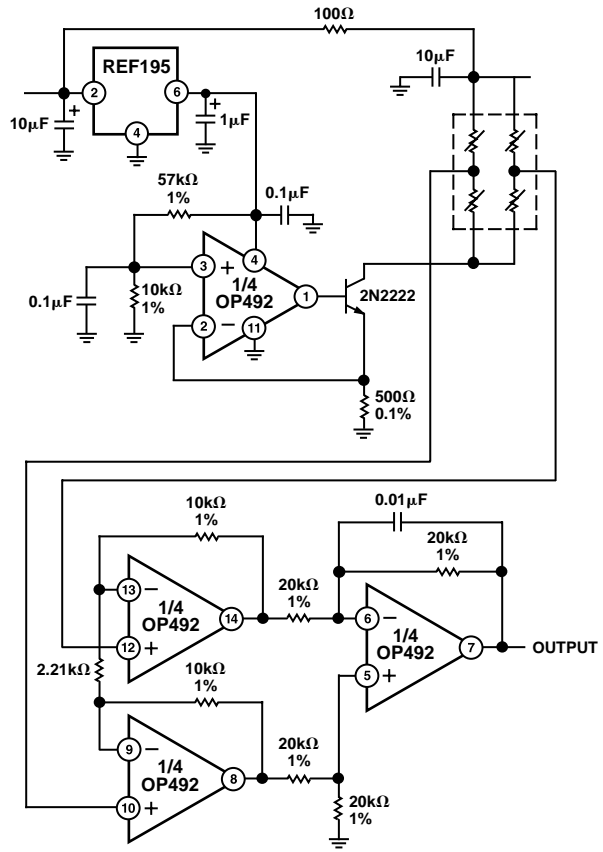 100Ω
REF195
10µF
2
6
+
+
10µF
1µF
4
57kΩ
1%
0.1µF
3
+
4
1/4
OP492
1
2N2222
0.1µF
10kΩ
1%
2
−
11
500Ω
0.1%
10kΩ
1%
0.01µF
20kΩ
1%
13
−
1/4
OP492
14
20kΩ
1%
6
−
1/4
OP492
7
OUTPUT
12
+
5
+
2.21kΩ
10kΩ
1%
9
−
1/4
OP492
8
20kΩ
1%
10
+
20kΩ
1%